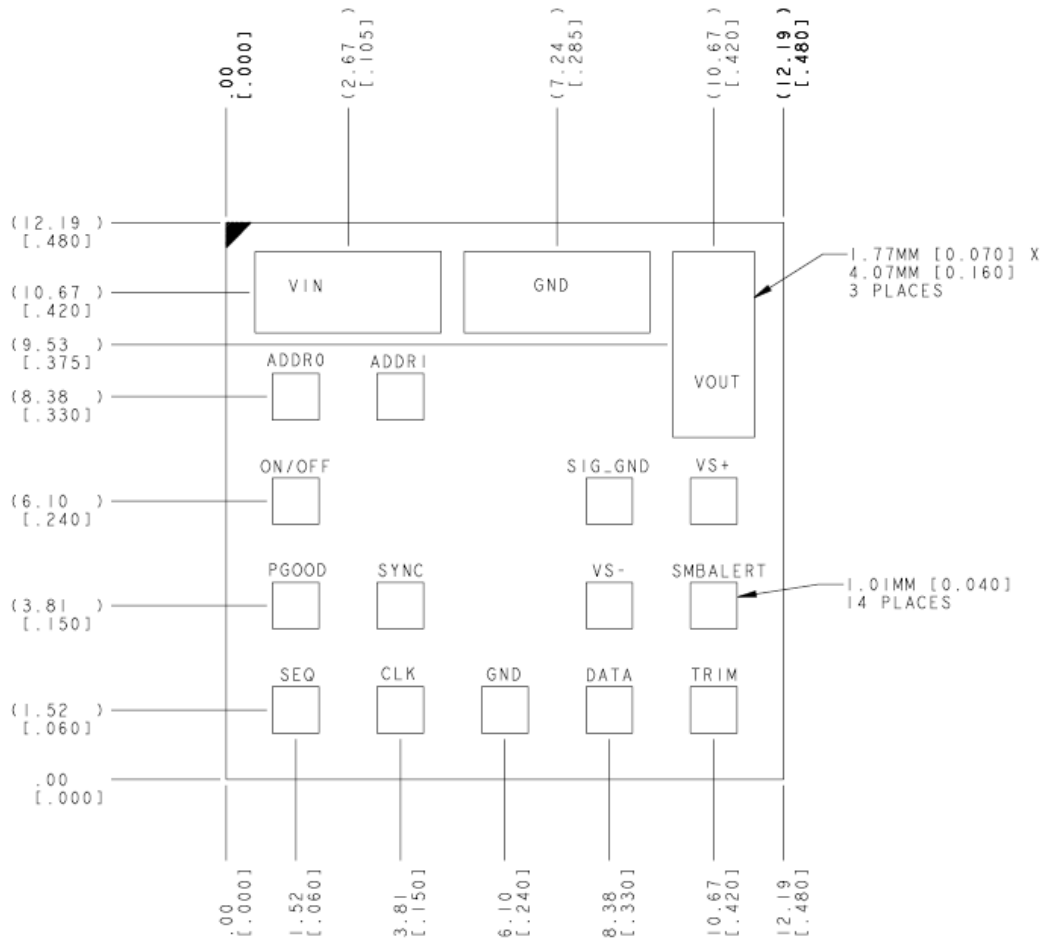 .00
[.000]
(2.67 )
[.105]
(7.24 )
[.285]
(10.67 )
[.420]
(12.19 )
[.480]
(12.19 )
[.480]
(10.67 )
[.420]
(9.53 )
[.375]
(8.38 )
[.330]
(6.10 )
[.240]
(3.81 )
[.150]
(1.52 )
[.060]
.00
[.000]
VIN
GND
VOUT
1.77MM [0.070] X
4.07MM [0.160]
3 PLACES
ADDR0
ADDR1
ON/OFF
SIG_GND
VS+
PGOOD
SYNC
VS-
SMBALERT
1.01MM [0.040]
14 PLACES
SEQ
CLK
GND
DATA
TRIM
.00
[.000]
1.52
[.060]
3.81
[.150]
6.10
[.240]
8.38
[.330]
10.67
[.420]
12.19
[.480]